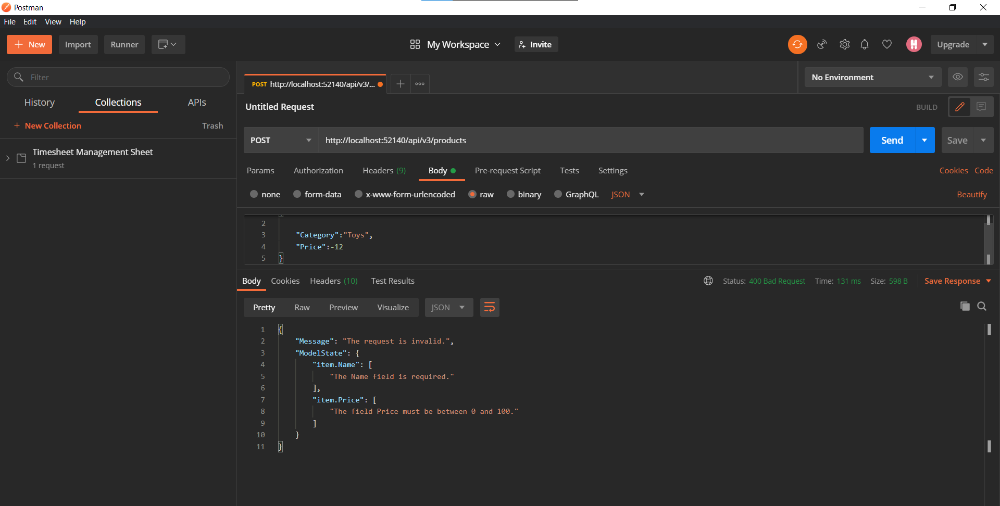 Postman
File Edit View Help
+ New Import Runner My Workspace Invite Upgrade
Filter
History Collections APIs
+ New Collection Trash
Timesheet Management Sheet
1 request
POST http://localhost:52140/api/v3/... + ooo No Environment
Untitled Request BUILD
POST http://localhost:52140/api/v3/products Send Save
Params Authorization Headers (9) Body Pre-request Script Tests Settings Cookies Code
none form-data x-www-form-urlencoded raw binary GraphQL JSON Beautify
2
3 "Category":"Toys",
4 "Price":-12
5 }
Body Cookies Headers (10) Test Results Status: 400 Bad Request Time: 131 ms Size: 598 B Save Response
Pretty Raw Preview Visualize JSON
1 {
2 "Message": "The request is invalid.",
3 "ModelState": {
4 "item.Name": [
5 "The Name field is required."
6 ],
7 "item.Price": [
8 "The field Price must be between 0 and 100."
9 ]
10 }
11 }